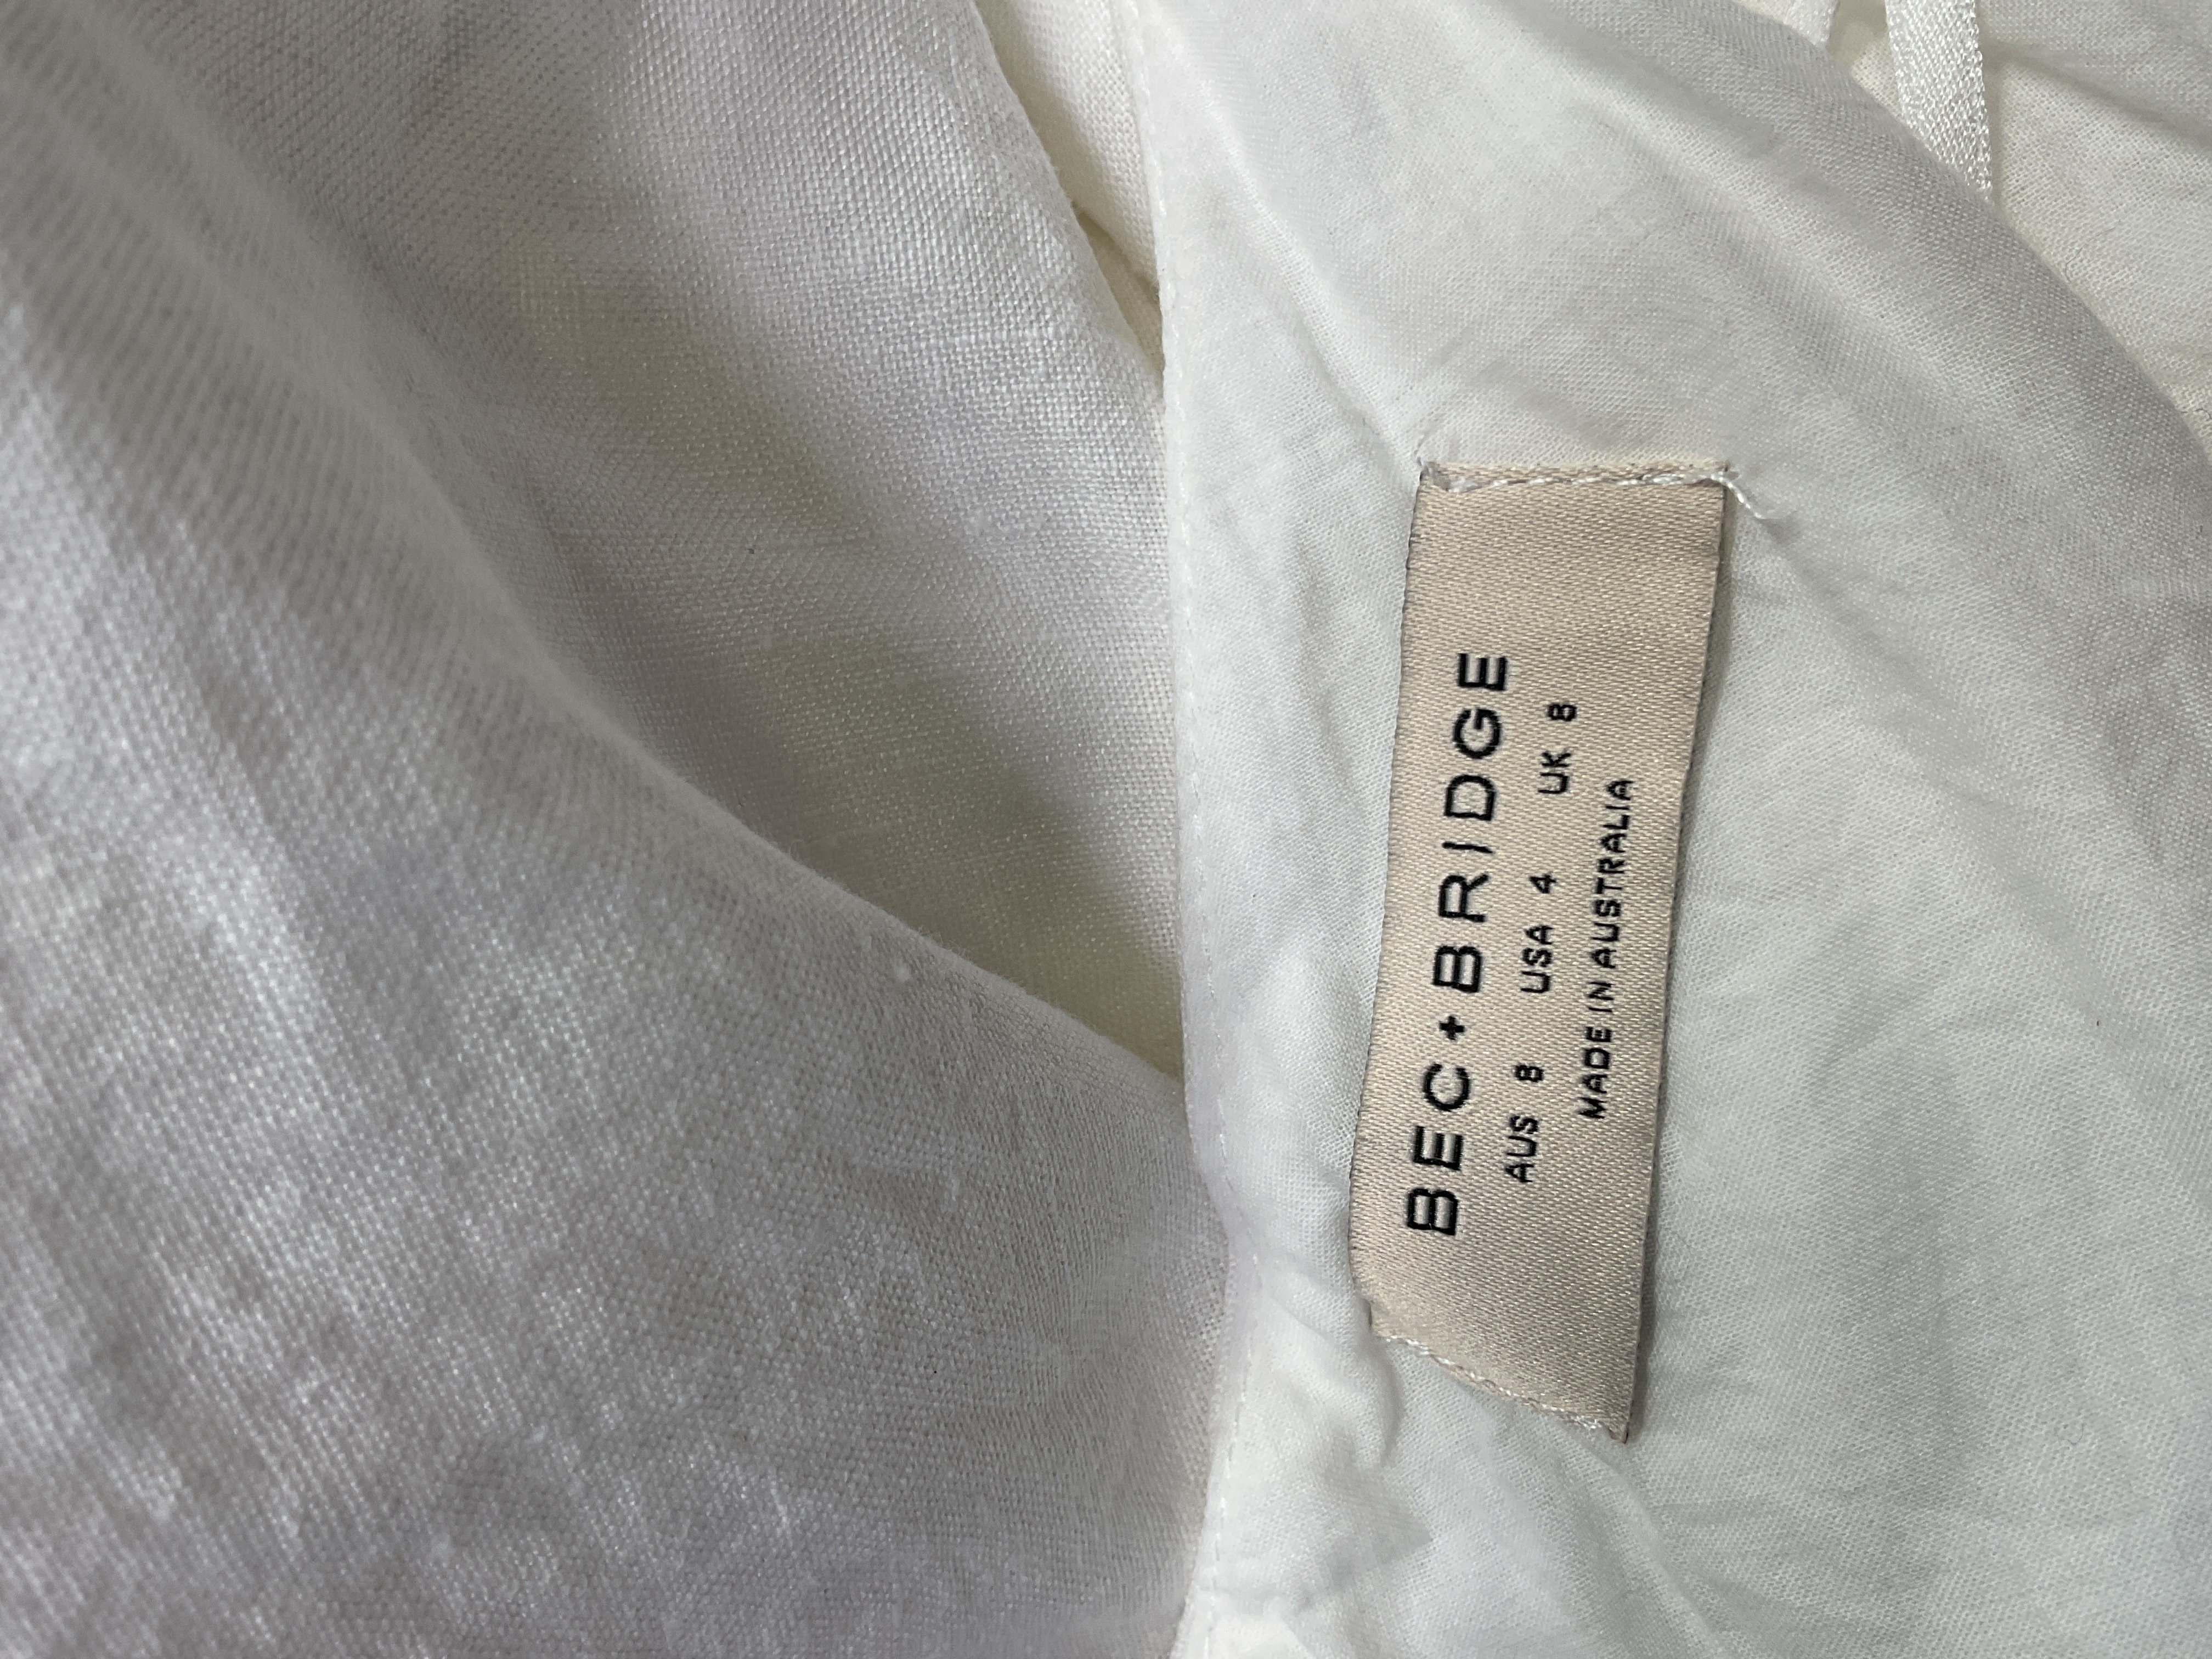 BEC+BRIDGE
AUS 8 USA 4 UK 8
MADE IN AUSTRALIA